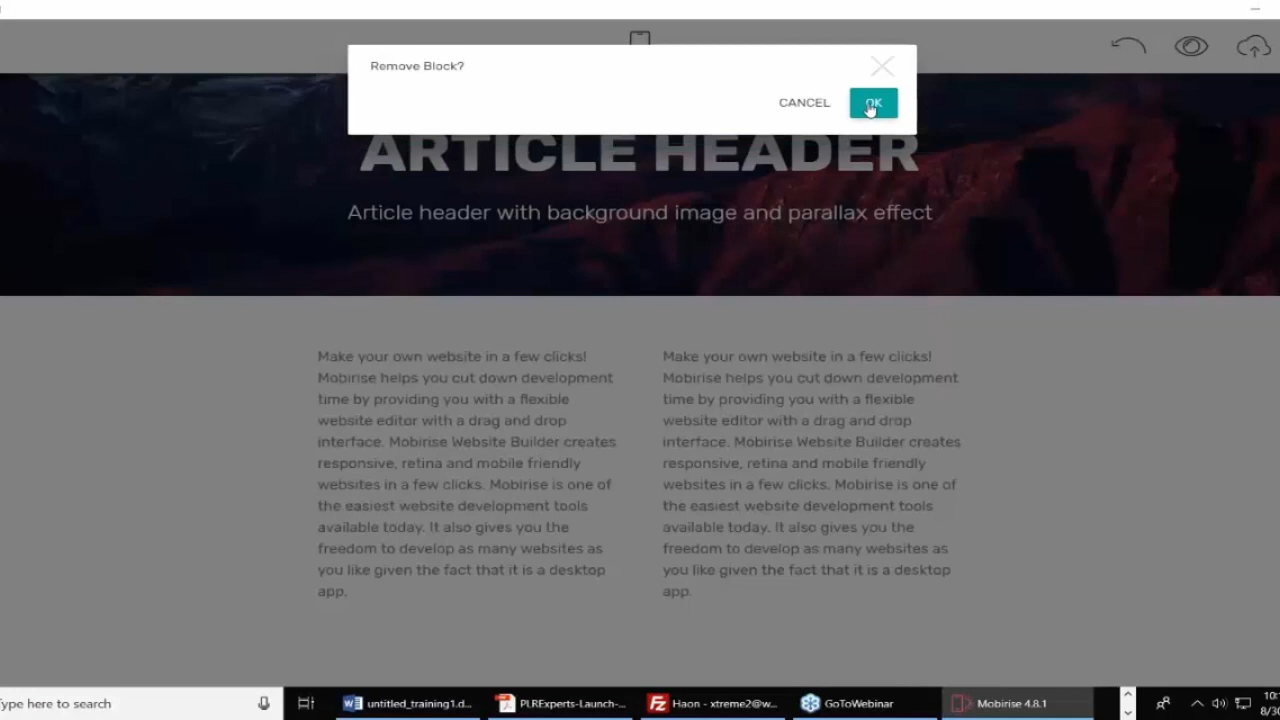 Remove Block?
CANCEL
OK
ARTICLE HEADER
Article header with background image and parallax effect
Make your own website in a few clicks!
Mobirise helps you cut down development
time by providing you with a flexible
website editor with a drag and drop
interface. Mobirise Website Builder creates
responsive, retina and mobile friendly
websites in a few clicks. Mobirise is one of
the easiest website development tools
available today. It also gives you the
freedom to develop as many websites as
you like given the fact that it is a desktop
app.
Make your own website in a few clicks!
Mobirise helps you cut down development
time by providing you with a flexible
website editor with a drag and drop
interface. Mobirise Website Builder creates
responsive, retina and mobile friendly
websites in a few clicks. Mobirise is one of
the easiest website development tools
available today. It also gives you the
freedom to develop as many websites as
you like given the fact that it is a desktop
app.
Type here to search
untitled_training1.d...
PLRExperts-Launch-...
Haon - xtreme2@w...
GoToWebinar
Mobirise 4.8.1